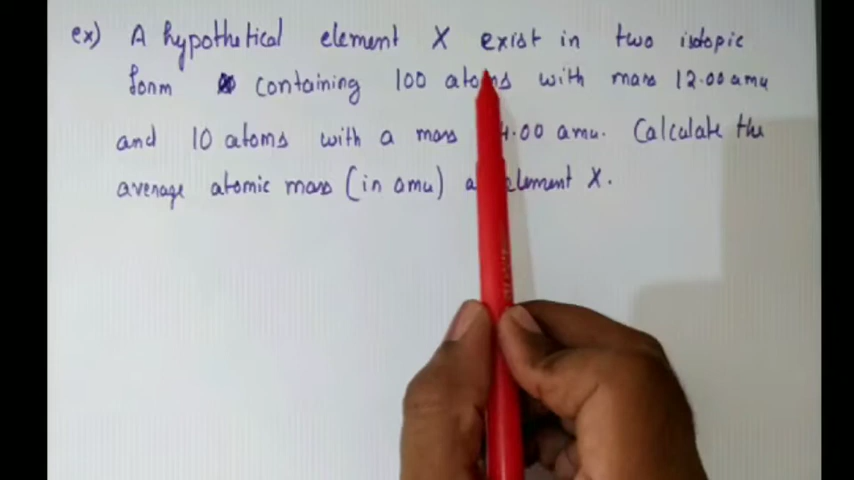 ex) A hypothetical element X exist in two isotopic
form containing 100 atoms with mass 12.00 amu
and 10 atoms with a mass 4.00 amu. Calculate the
average atomic mass (in amu) element X.